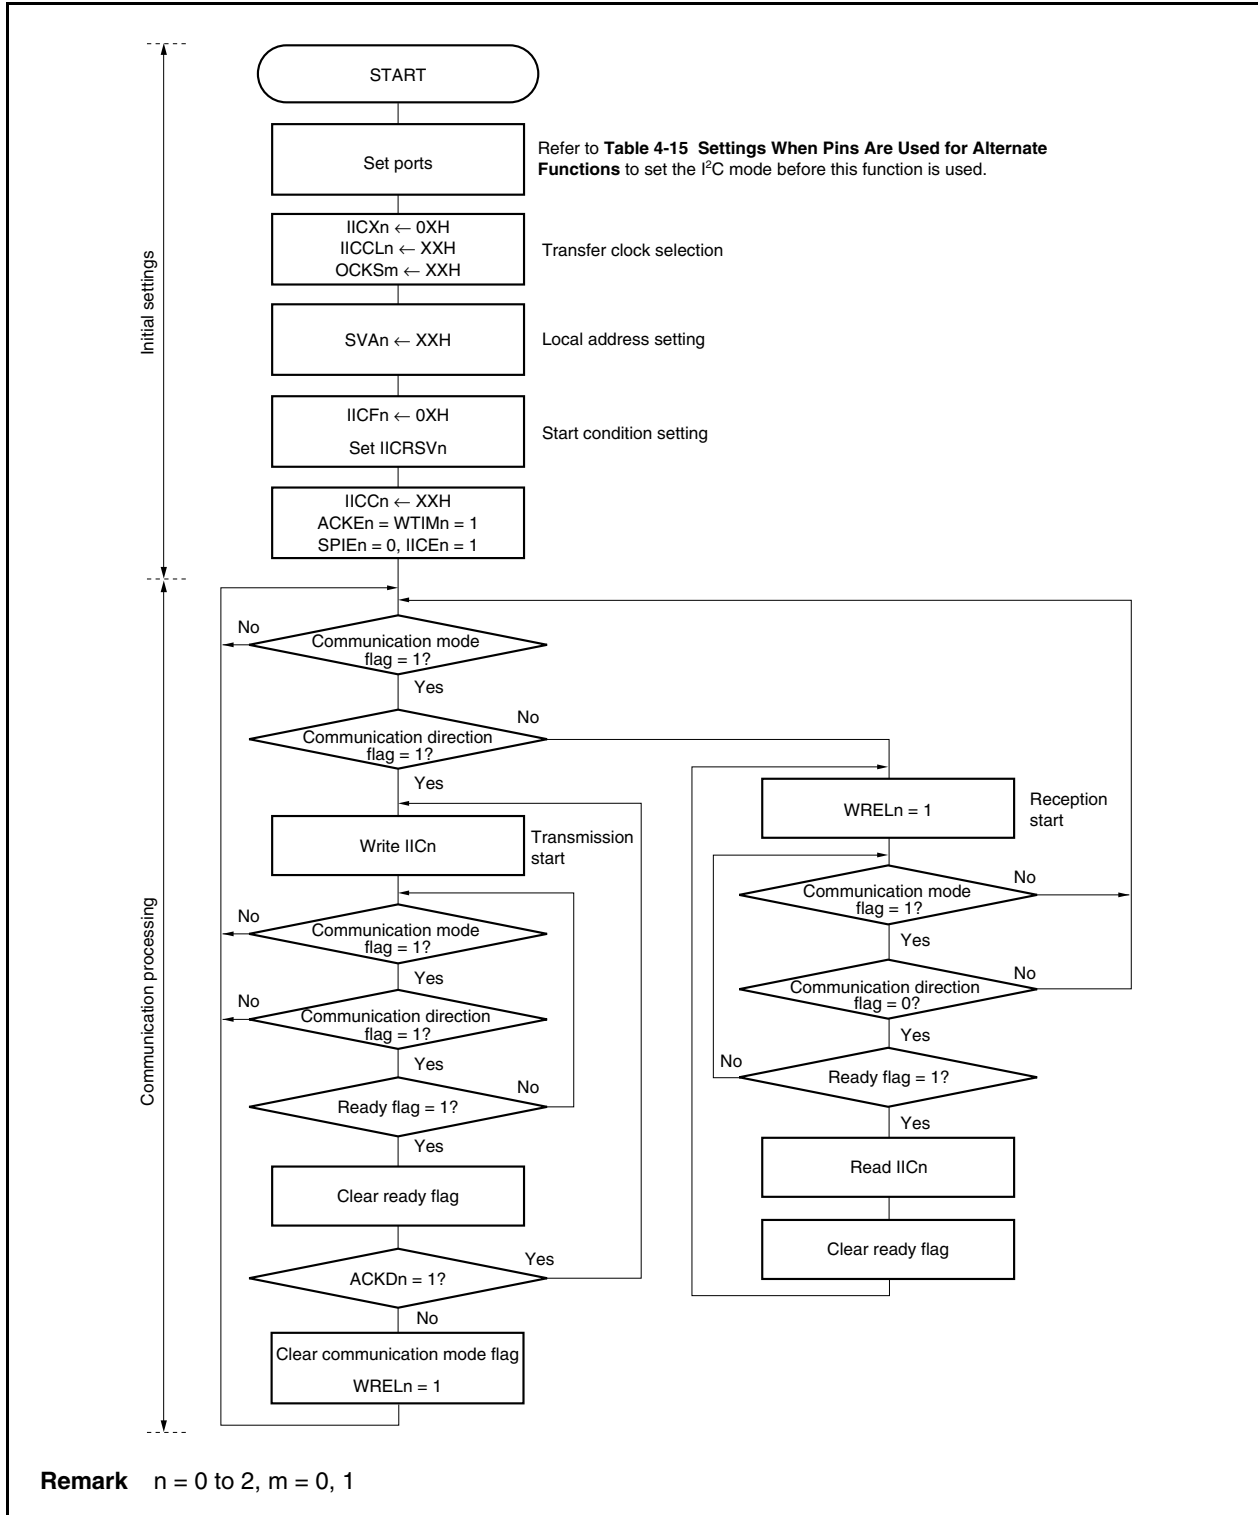 START
Set ports
Refer to Table 4-15 Settings When Pins Are Used for Alternate
Functions to set the I²C mode before this function is used.
IICXn ← 0XH
IICCLn ← XXH
OCKSm ← XXH
Transfer clock selection
Initial settings
SVAn ← XXH
Local address setting
IICFn ← 0XH
Set IICRSVn
Start condition setting
IICCn ← XXH
ACKEn = WTIMn = 1
SPIEn = 0, IICEn = 1
Communication processing
No
Communication mode
flag = 1?
Yes
No
Communication direction
flag = 1?
Yes
Write IICn
Transmission
start
No
Communication mode
flag = 1?
Yes
No
Communication direction
flag = 1?
Yes
No
Ready flag = 1?
Yes
Clear ready flag
Yes
ACKDn = 1?
No
Clear communication mode flag
WRELn = 1
WRELn = 1
Reception
start
No
Communication mode
flag = 1?
Yes
No
Communication direction
flag = 0?
Yes
No
Ready flag = 1?
Yes
Read IICn
Clear ready flag
Remark n = 0 to 2, m = 0, 1